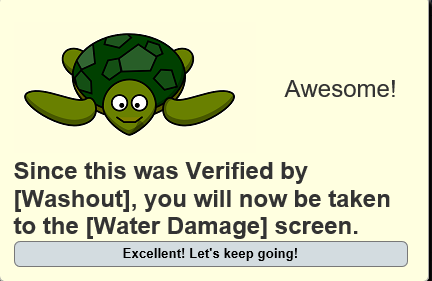 Awesome!
Since this was Verified by
[Washout], you will now be taken
to the [Water Damage] screen.
Excellent! Let's keep going!